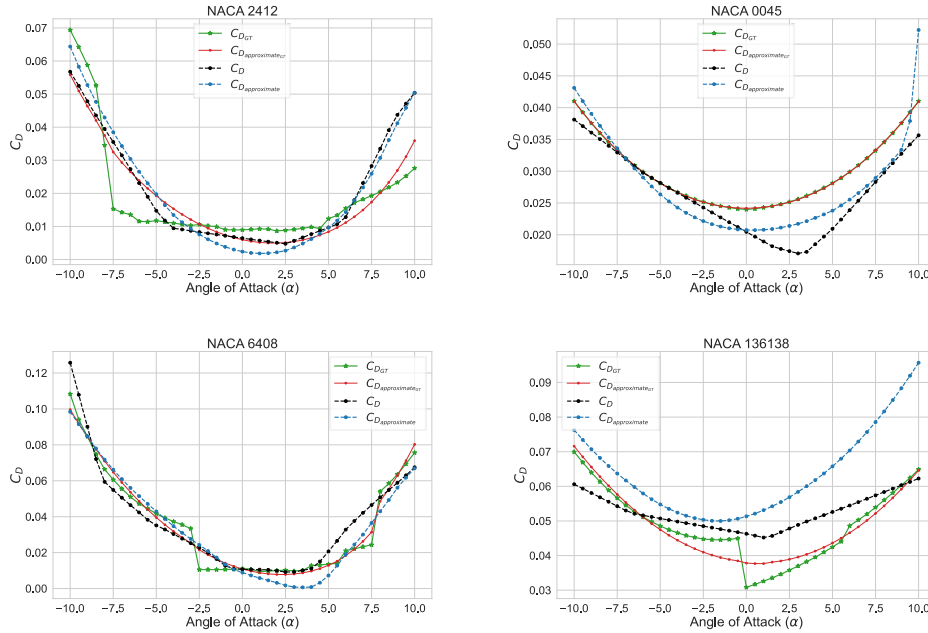 NACA 2412
C_{D_{GT}}
C_{D_{approximate_{GT}}}
C_D
C_{D_{approximate}}
0.07
0.06
0.05
0.04
0.03
0.02
0.01
0.00
C_D
−10.0 −7.5 −5.0 −2.5 0.0 2.5 5.0 7.5 10.0
Angle of Attack (α)
NACA 0045
C_{D_{GT}}
C_{D_{approximate_{GT}}}
C_D
C_{D_{approximate}}
0.050
0.045
0.040
0.035
0.030
0.025
0.020
C_D
−10.0 −7.5 −5.0 −2.5 0.0 2.5 5.0 7.5 10.0
Angle of Attack (α)
NACA 6408
C_{D_{GT}}
C_{D_{approximate_{GT}}}
C_D
C_{D_{approximate}}
0.12
0.10
0.08
0.06
0.04
0.02
0.00
C_D
−10.0 −7.5 −5.0 −2.5 0.0 2.5 5.0 7.5 10.0
Angle of Attack (α)
NACA 136138
C_{D_{GT}}
C_{D_{approximate_{GT}}}
C_D
C_{D_{approximate}}
0.09
0.08
0.07
0.06
0.05
0.04
0.03
C_D
−10.0 −7.5 −5.0 −2.5 0.0 2.5 5.0 7.5 10.0
Angle of Attack (α)